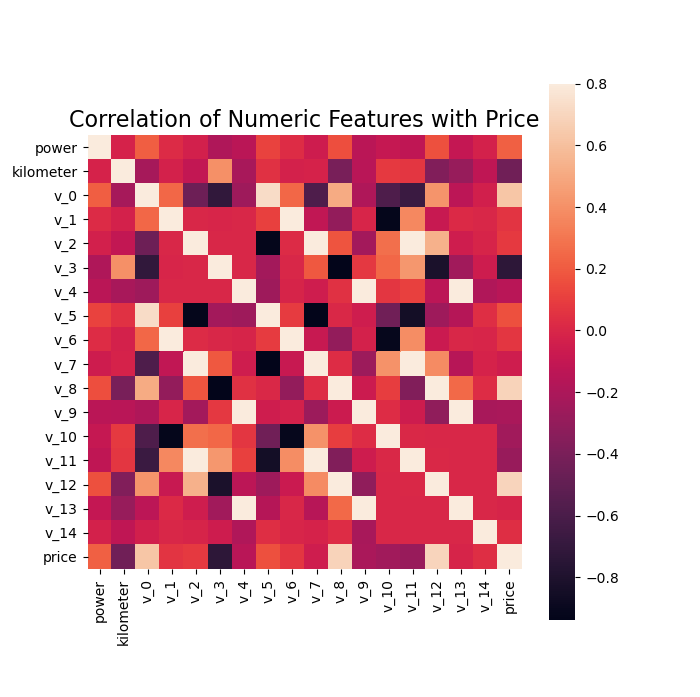 Correlation of Numeric Features with Price
power
kilometer
v_0
v_1
v_2
v_3
v_4
v_5
v_6
v_7
v_8
v_9
v_10
v_11
v_12
v_13
v_14
price
power
kilometer
v_0
v_1
v_2
v_3
v_4
v_5
v_6
v_7
v_8
v_9
v_10
v_11
v_12
v_13
v_14
price
0.8
0.6
0.4
0.2
0.0
−0.2
−0.4
−0.6
−0.8